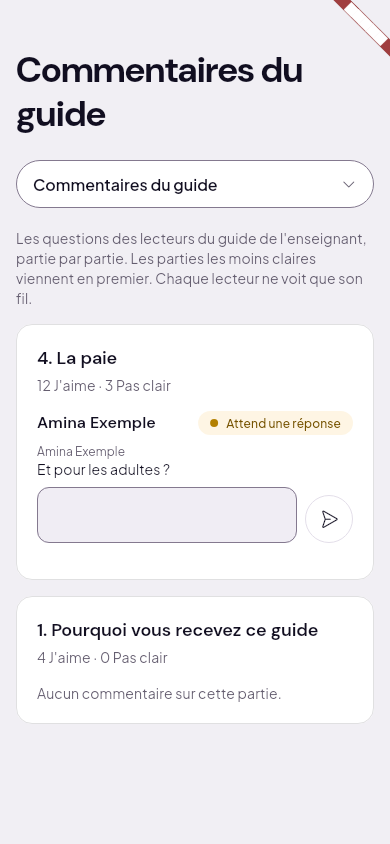 Commentaires du
guide
Commentaires du guide
Les questions des lecteurs du guide de l'enseignant,
partie par partie. Les parties les moins claires
viennent en premier. Chaque lecteur ne voit que son
fil.
4. La paie
12 J'aime · 3 Pas clair
Amina Exemple
Attend une réponse
Amina Exemple
Et pour les adultes ?
1. Pourquoi vous recevez ce guide
4 J'aime · 0 Pas clair
Aucun commentaire sur cette partie.